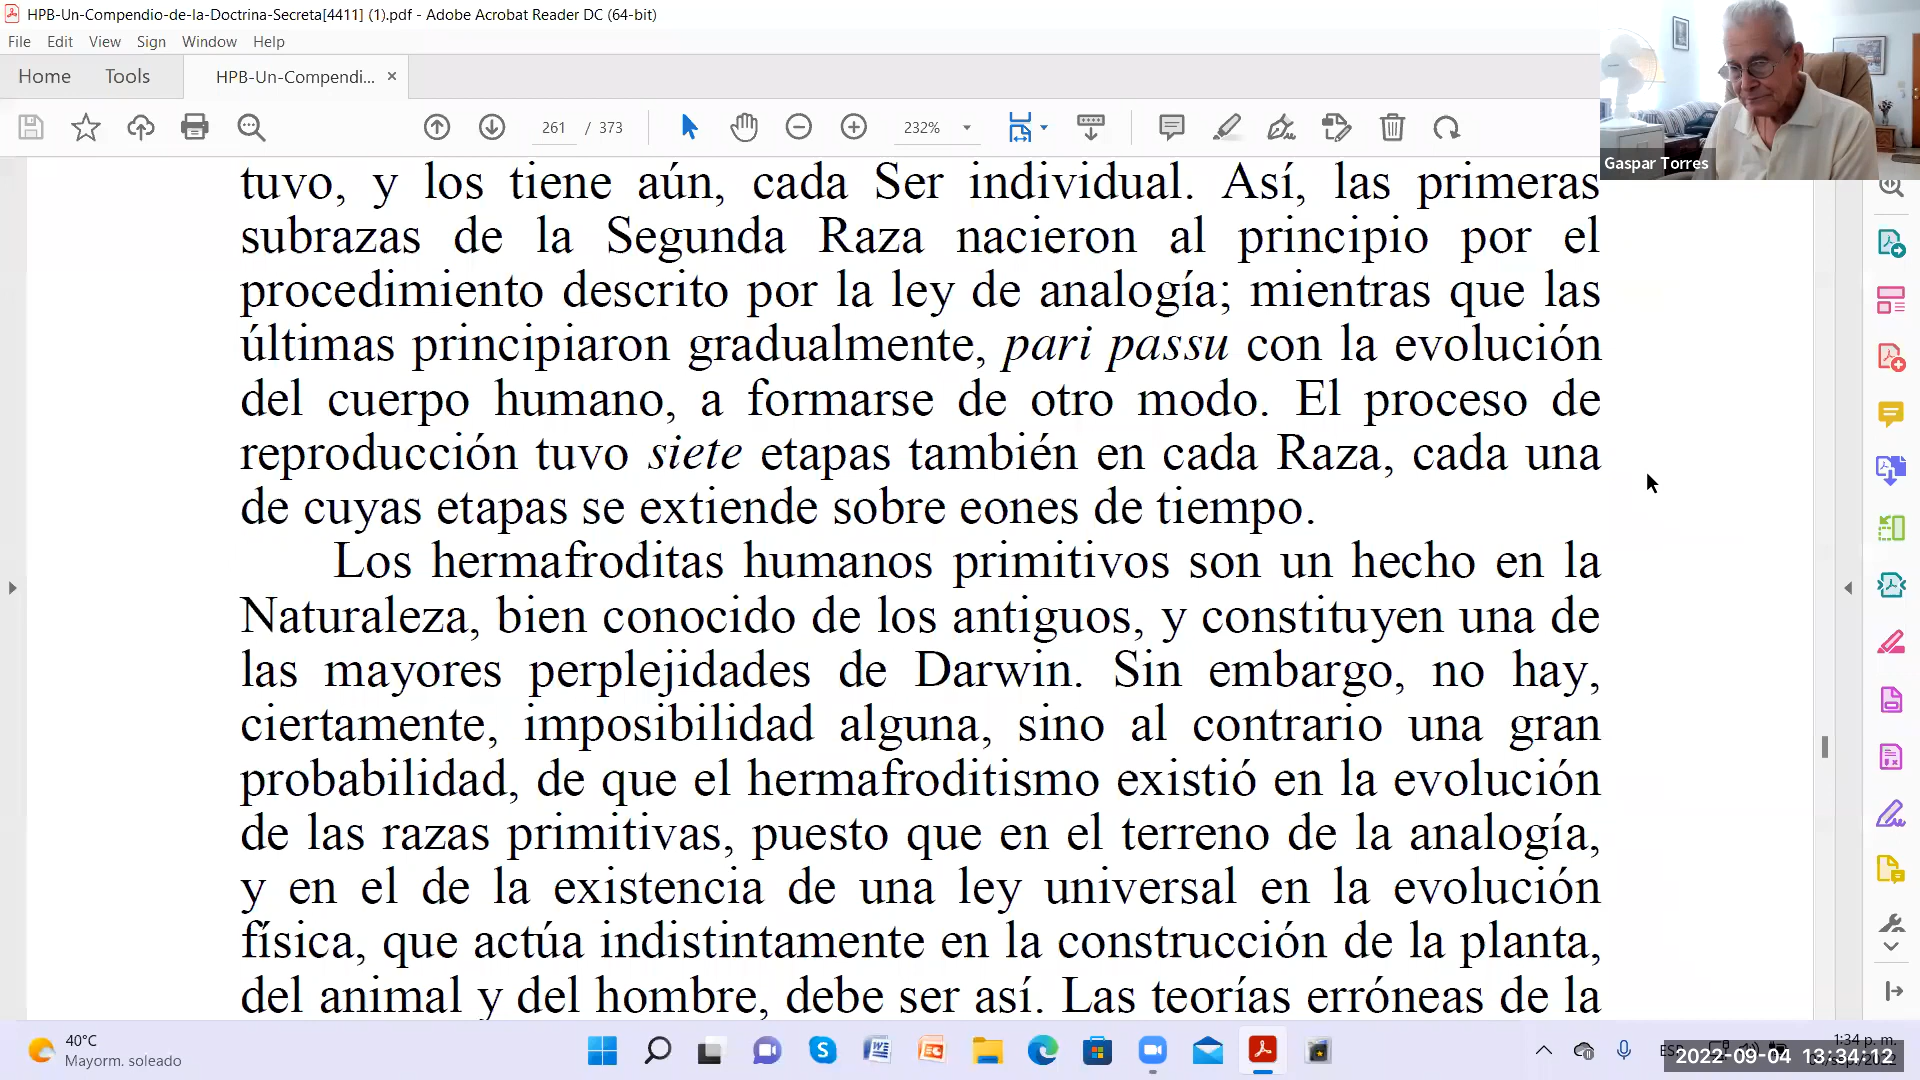 HPB-Un-Compendio-de-la-Doctrina-Secreta[4411] (1).pdf - Adobe Acrobat Reader DC (64-bit)
File Edit View Sign Window Help
Home Tools HPB-Un-Compendi... ×
261 / 373 232%
Gaspar Torres
tuvo, y los tiene aún, cada Ser individual. Así, las primeras
subrazas de la Segunda Raza nacieron al principio por el
procedimiento descrito por la ley de analogía; mientras que las
últimas principiaron gradualmente, pari passu con la evolución
del cuerpo humano, a formarse de otro modo. El proceso de
reproducción tuvo siete etapas también en cada Raza, cada una
de cuyas etapas se extiende sobre eones de tiempo.
Los hermafroditas humanos primitivos son un hecho en la
Naturaleza, bien conocido de los antiguos, y constituyen una de
las mayores perplejidades de Darwin. Sin embargo, no hay,
ciertamente, imposibilidad alguna, sino al contrario una gran
probabilidad, de que el hermafroditismo existió en la evolución
de las razas primitivas, puesto que en el terreno de la analogía,
y en el de la existencia de una ley universal en la evolución
física, que actúa indistintamente en la construcción de la planta,
del animal y del hombre, debe ser así. Las teorías erróneas de la
40°C
Mayorm. soleado
1:34 p. m.
2022-09-04 13:34:12